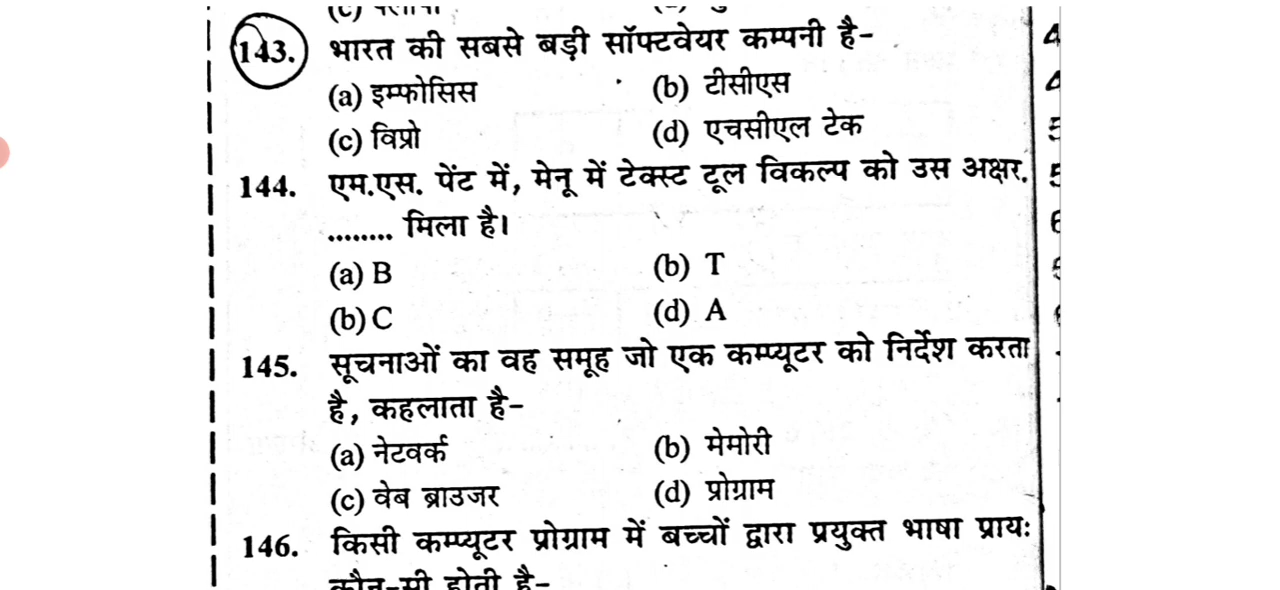 143. भारत की सबसे बड़ी सॉफ्टवेयर कम्पनी है-
(a) इम्फोसिस (b) टीसीएस
(c) विप्रो (d) एचसीएल टेक
144. एम.एस. पेंट में, मेनू में टेक्स्ट टूल विकल्प को उस अक्षर.
......... मिला है।
(a) B (b) T
(b) C (d) A
145. सूचनाओं का वह समूह जो एक कम्प्यूटर को निर्देश करता
है, कहलाता है-
(a) नेटवर्क (b) मेमोरी
(c) वेब ब्राउजर (d) प्रोग्राम
146. किसी कम्प्यूटर प्रोग्राम में बच्चों द्वारा प्रयुक्त भाषा प्रायः
कौन-सी होती है-